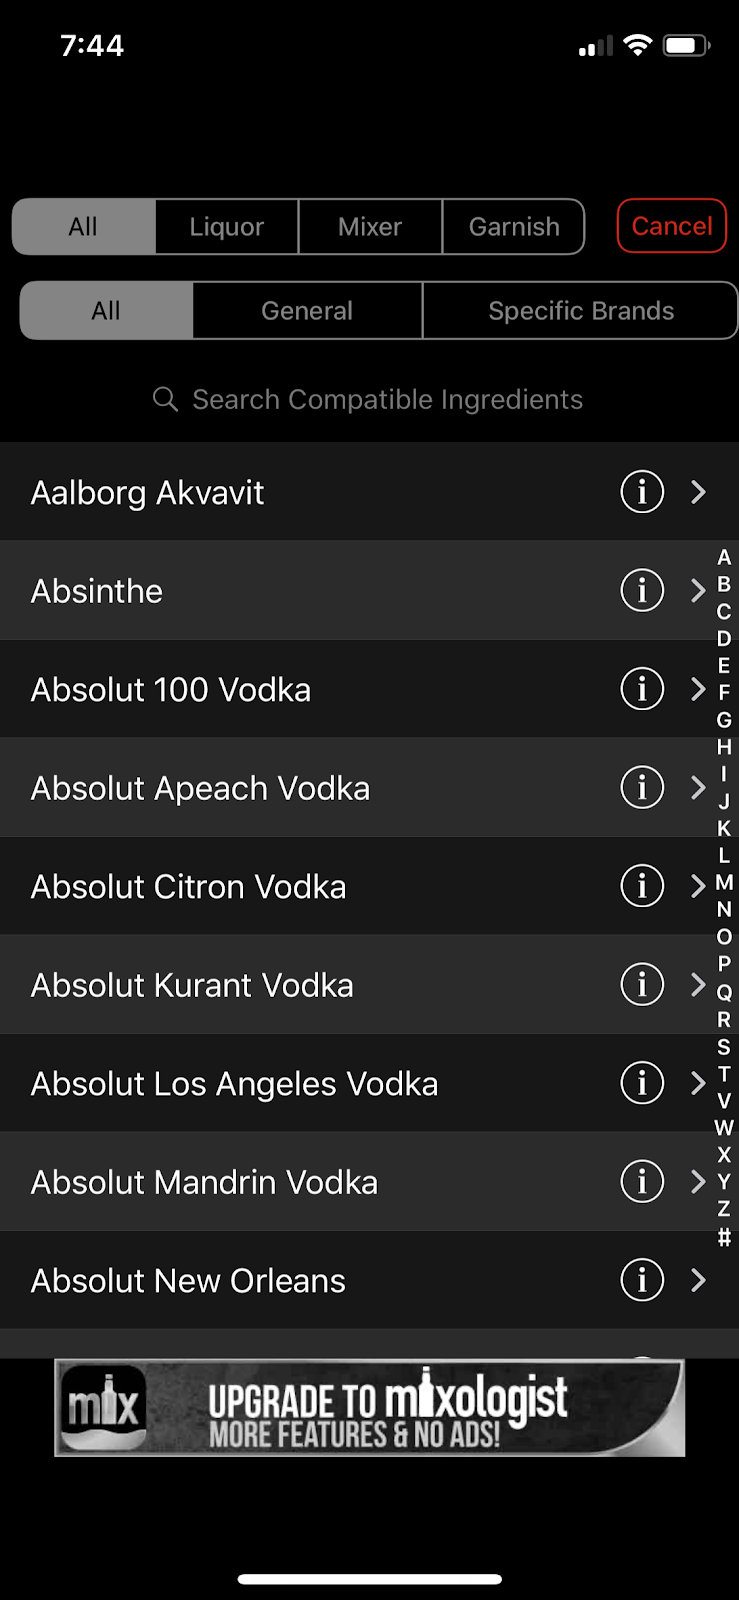 7:44
All Liquor Mixer Garnish Cancel
All General Specific Brands
Search Compatible Ingredients
Aalborg Akvavit
Absinthe
Absolut 100 Vodka
Absolut Apeach Vodka
Absolut Citron Vodka
Absolut Kurant Vodka
Absolut Los Angeles Vodka
Absolut Mandrin Vodka
Absolut New Orleans
A
B
C
D
E
F
G
H
I
J
K
L
M
N
O
P
Q
R
S
T
V
W
X
Y
Z
#
mix
UPGRADE TO mixologist
MORE FEATURES & NO ADS!